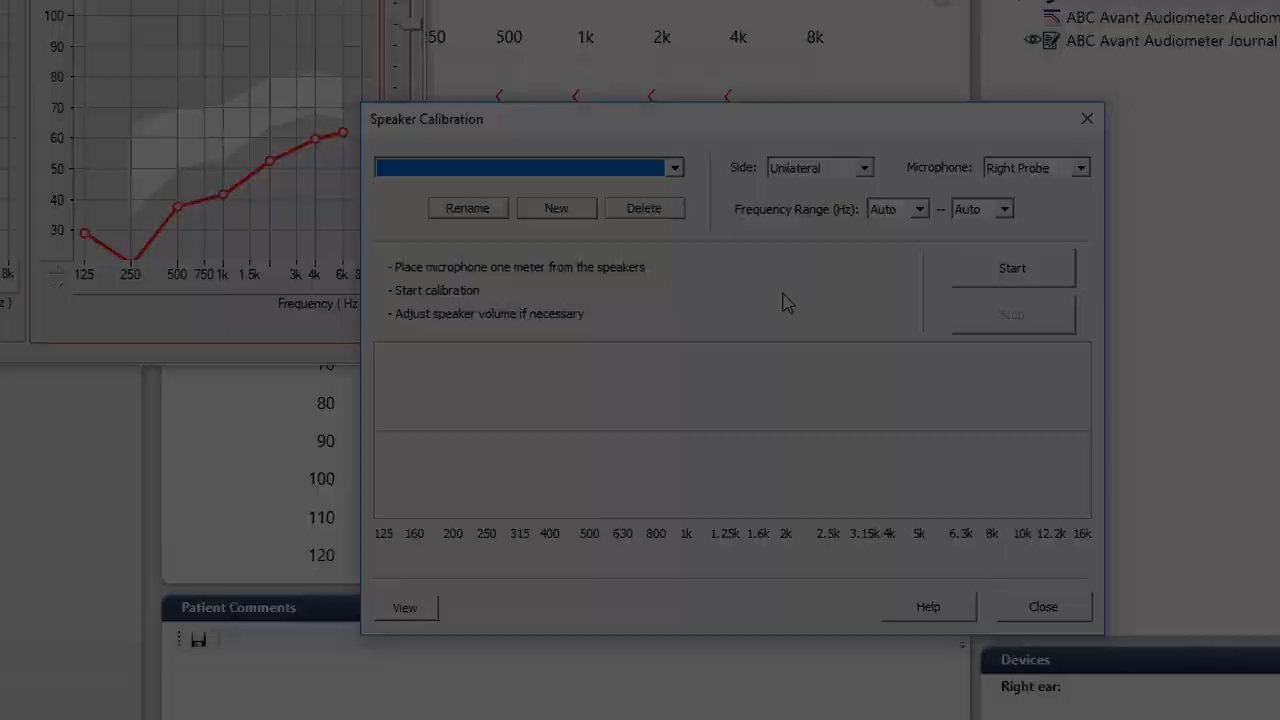 100
90
80
70
60
50
40
30
125 250 500 750 1k 1.5k 3k 4k 6k 8
Frequency ( Hz
8k
50 500 1k 2k 4k 8k
ABC Avant Audiometer Audiom
ABC Avant Audiometer Journal
Speaker Calibration
Side: Unilateral Microphone: Right Probe
Rename New Delete Frequency Range (Hz): Auto -- Auto
- Place microphone one meter from the speakers
- Start calibration
- Adjust speaker volume if necessary
Start
Stop
125 160 200 250 315 400 500 630 800 1k 1.25k 1.6k 2k 2.5k 3.15k 4k 5k 6.3k 8k 10k 12.2k 16k
View Help Close
80
90
100
110
120
Patient Comments
Devices
Right ear: